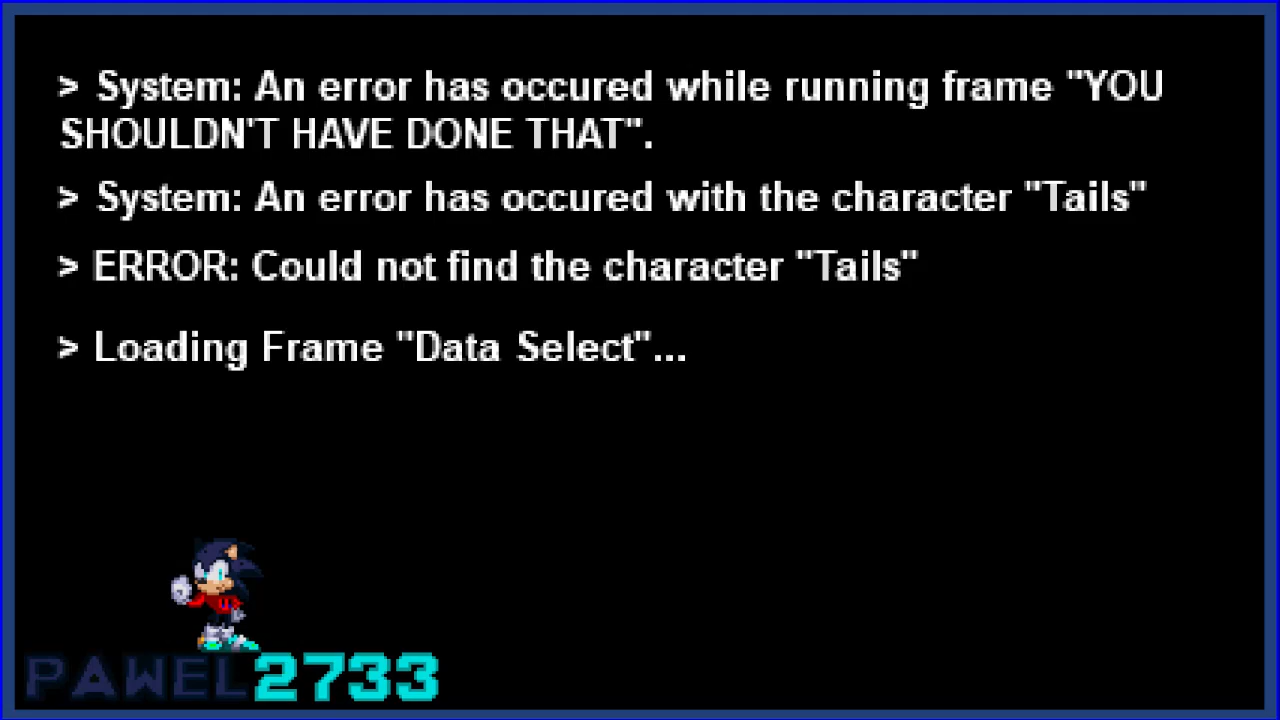 > System: An error has occured while running frame "YOU
SHOULDN'T HAVE DONE THAT".
> System: An error has occured with the character "Tails"
> ERROR: Could not find the character "Tails"
> Loading Frame "Data Select"...
PAWEL2733